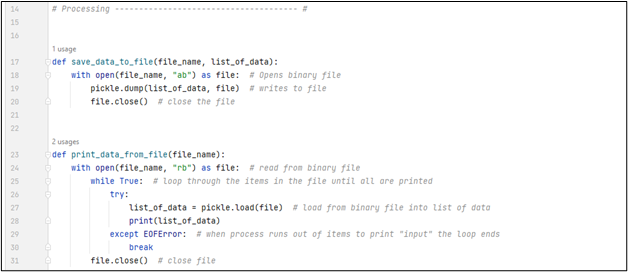 14 # Processing ------------------------------------- #
15
16
1 usage
17 def save_data_to_file(file_name, list_of_data):
18     with open(file_name, "ab") as file:  # Opens binary file
19         pickle.dump(list_of_data, file)  # writes to file
20         file.close()  # close the file
21
22
2 usages
23 def print_data_from_file(file_name):
24     with open(file_name, "rb") as file:  # read from binary file
25         while True:  # loop through the items in the file until all are printed
26             try:
27                 list_of_data = pickle.load(file)  # load from binary file into list of data
28                 print(list_of_data)
29             except EOFError:  # when process runs out of items to print "input" the loop ends
30                 break
31         file.close()  # close file